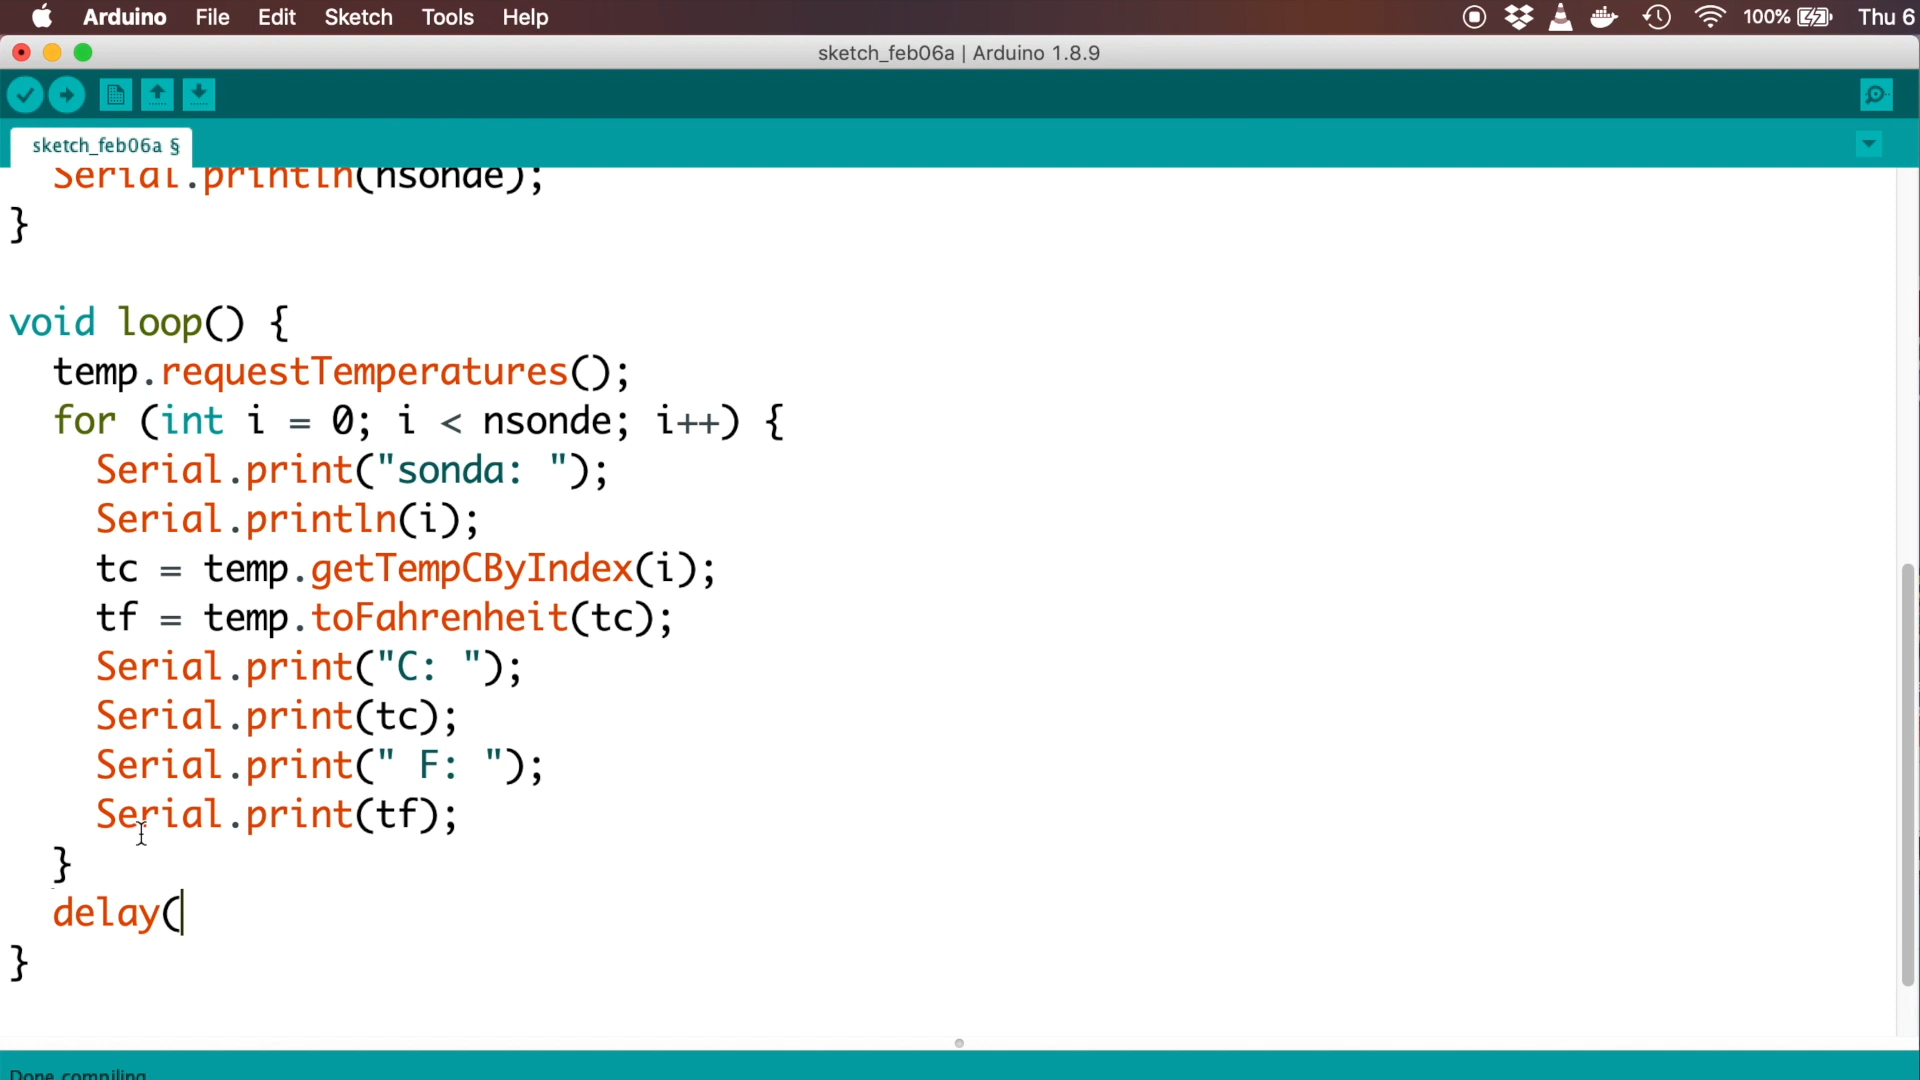 Arduino File Edit Sketch Tools Help 100% Thu 6
sketch_feb06a | Arduino 1.8.9
sketch_feb06a §
Serial.println(nsonde);
}
void loop() {
temp.requestTemperatures();
for (int i = 0; i < nsonde; i++) {
Serial.print("sonda: ");
Serial.println(i);
tc = temp.getTempCByIndex(i);
tf = temp.toFahrenheit(tc);
Serial.print("C: ");
Serial.print(tc);
Serial.print(" F: ");
Serial.print(tf);
}
delay(
}
Done compiling